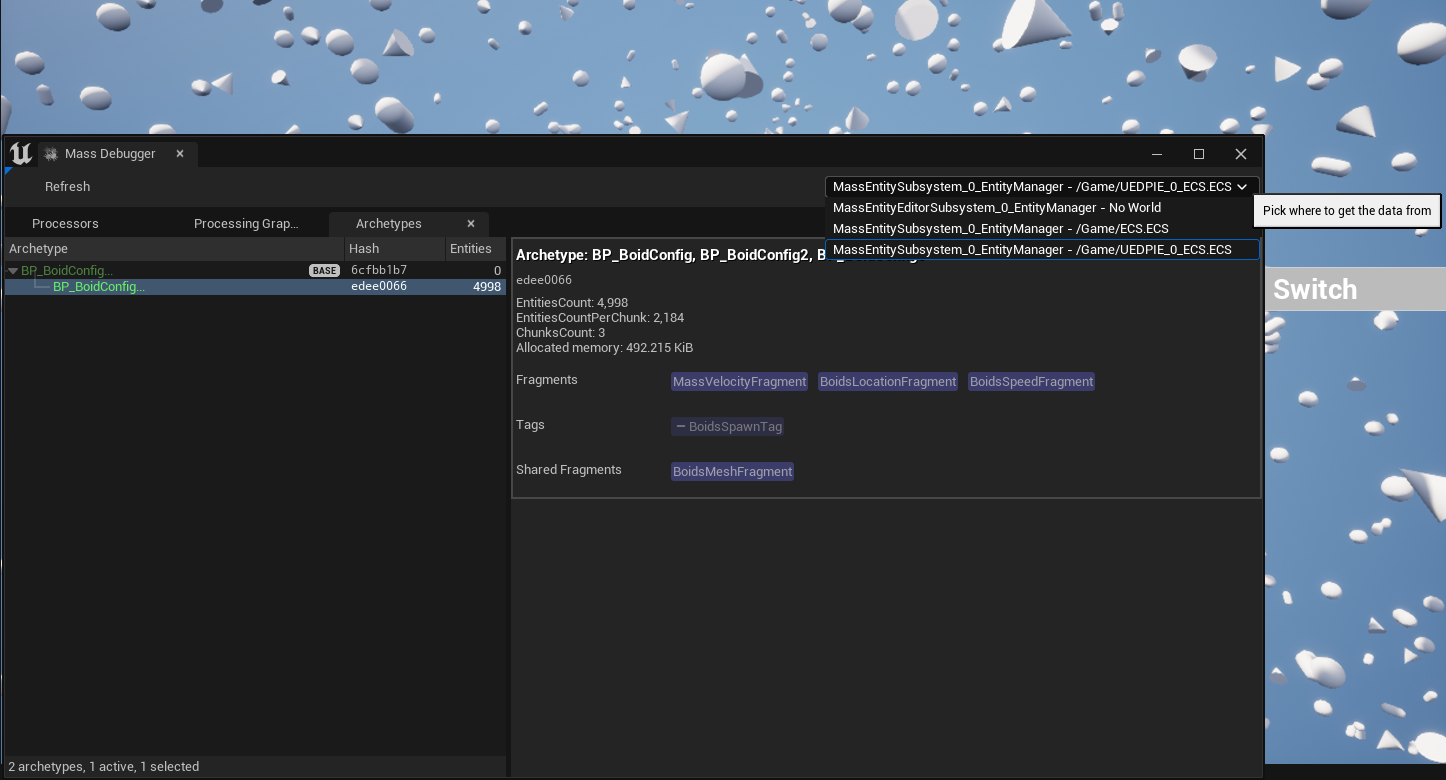 Mass Debugger
Refresh
MassEntitySubsystem_0_EntityManager - /Game/UEDPIE_0_ECS.ECS
MassEntityEditorSubsystem_0_EntityManager - No World
MassEntitySubsystem_0_EntityManager - /Game/ECS.ECS
MassEntitySubsystem_0_EntityManager - /Game/UEDPIE_0_ECS.ECS
Pick where to get the data from
Processors
Processing Grap...
Archetypes
Archetype Hash Entities
BP_BoidConfig... BASE 6cfbb1b7 0
BP_BoidConfig... edee0066 4998
Archetype: BP_BoidConfig, BP_BoidConfig2,
edee0066
EntitiesCount: 4,998
EntitiesCountPerChunk: 2,184
ChunksCount: 3
Allocated memory: 492.215 KiB
Fragments MassVelocityFragment BoidsLocationFragment BoidsSpeedFragment
Tags BoidsSpawnTag
Shared Fragments BoidsMeshFragment
2 archetypes, 1 active, 1 selected
Switch